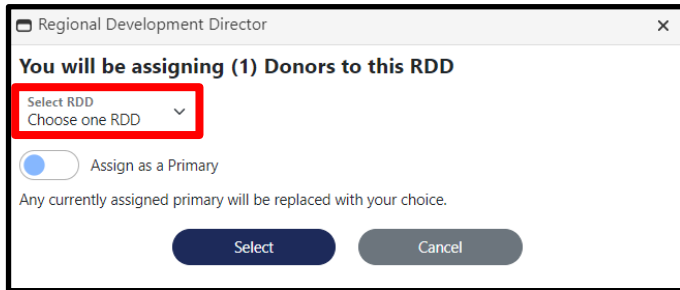 Regional Development Director
You will be assigning (1) Donors to this RDD
Select RDD
Choose one RDD
Assign as a Primary
Any currently assigned primary will be replaced with your choice.
Select Cancel